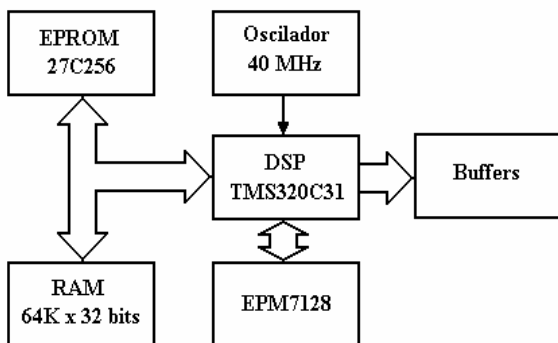 EPROM
27C256
Oscilador
40 MHz
DSP
TMS320C31
Buffers
RAM
64K x 32 bits
EPM7128